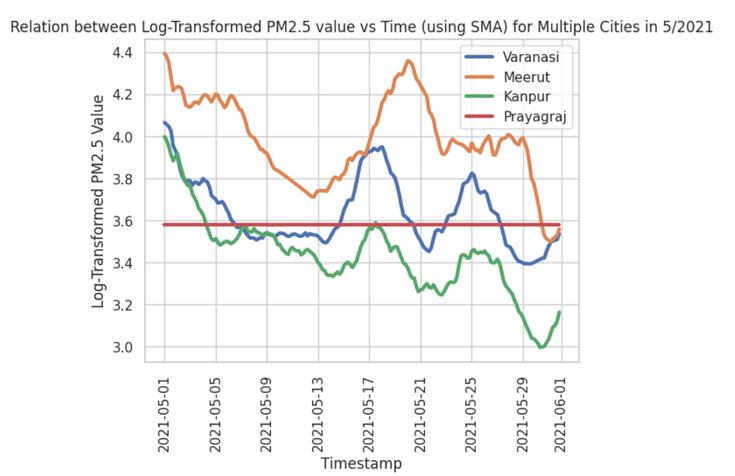 Relation between Log-Transformed PM2.5 value vs Time (using SMA) for Multiple Cities in 5/2021
Varanasi
Meerut
Kanpur
Prayagraj
Log-Transformed PM2.5 Value
4.4
4.2
4.0
3.8
3.6
3.4
3.2
3.0
2021-05-01
2021-05-05
2021-05-09
2021-05-13
2021-05-17
2021-05-21
2021-05-25
2021-05-29
2021-06-01
Timestamp